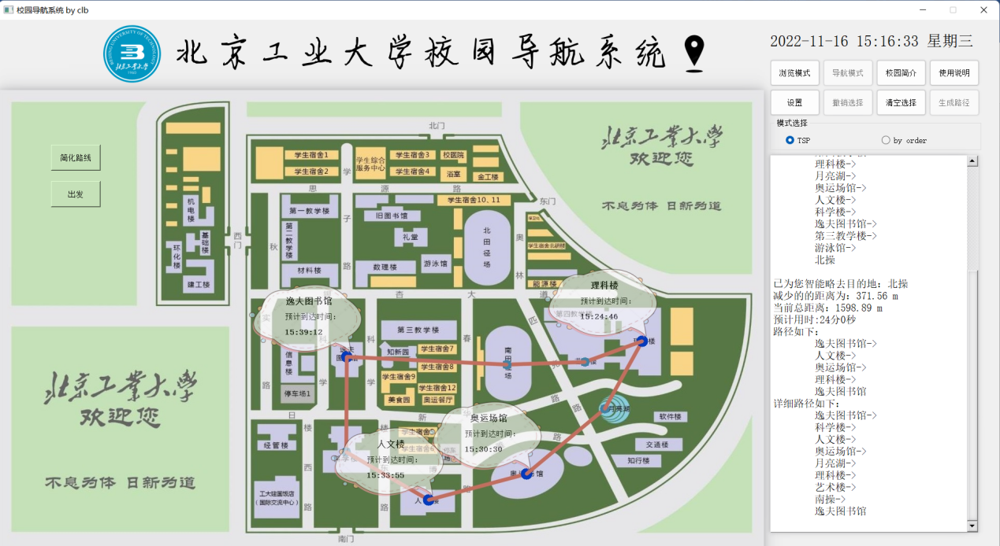 校园导航系统 by clb
北京工业大学校园导航系统
2022-11-16 15:16:33 星期三
浏览模式
导航模式
校园简介
使用说明
设置
撤销选择
清空选择
生成路径
模式选择
TSP
by order
简化路线
出发
北京工业大学
欢迎您
不息为体 日新为道
北京工业大学
欢迎您
不息为体 日新为道
北门
东门
西门
南门
学生宿舍1
学生宿舍2
学生综合
服务中心
学生宿舍3
学生宿舍4
校医院
浴室
金工楼
思
源
路
学
子
路
第一教学楼
第二教学楼
材料楼
旧图书馆
礼堂
数理楼
游泳馆
学生宿舍10、11
北田径场
奥
林
能源楼
机电楼
基础楼
环化楼
建工楼
秋
杏
大
道
逸夫图书馆
预计到达时间:
15:39:12
理科楼
预计到达时间:
15:24:46
奥运场馆
预计到达时间:
15:30:30
人文楼
预计到达时间:
15:33:55
第三教学楼
知新园
学生宿舍7
学生宿舍8
学生宿舍9
学生宿舍12
美食园
奥运餐厅
春
南田径场
第四教学楼
信息楼
停车场1
科
学
路
日
新
路
月亮湖
软件楼
交通楼
知行楼
经管楼
工大建国饭店
(国际交流中心)
楼
西
路
博
理科楼->
月亮湖->
奥运场馆->
人文楼->
科学楼->
逸夫图书馆->
第三教学楼->
游泳馆->
北操
已为您智能略去目的地: 北操
减少的的距离为: 371.56 m
当前总距离: 1598.89 m
预计用时:24分0秒
路径如下:
逸夫图书馆->
人文楼->
奥运场馆->
理科楼->
逸夫图书馆
详细路径如下:
逸夫图书馆->
科学楼->
人文楼->
奥运场馆->
月亮湖->
理科楼->
艺术楼->
南操->
逸夫图书馆